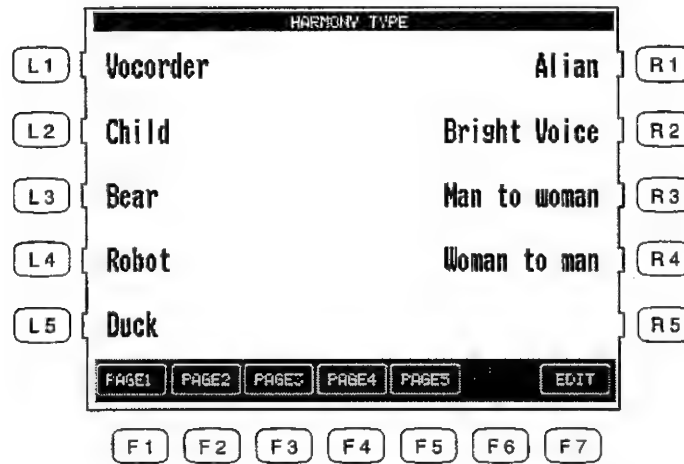 HARMONY TYPE
L1 Vocorder Alian R1
L2 Child Bright Voice R2
L3 Bear Man to woman R3
L4 Robot Woman to man R4
L5 Duck R5
PAGE1 PAGE2 PAGE3 PAGE4 PAGE5 EDIT
F1 F2 F3 F4 F5 F6 F7